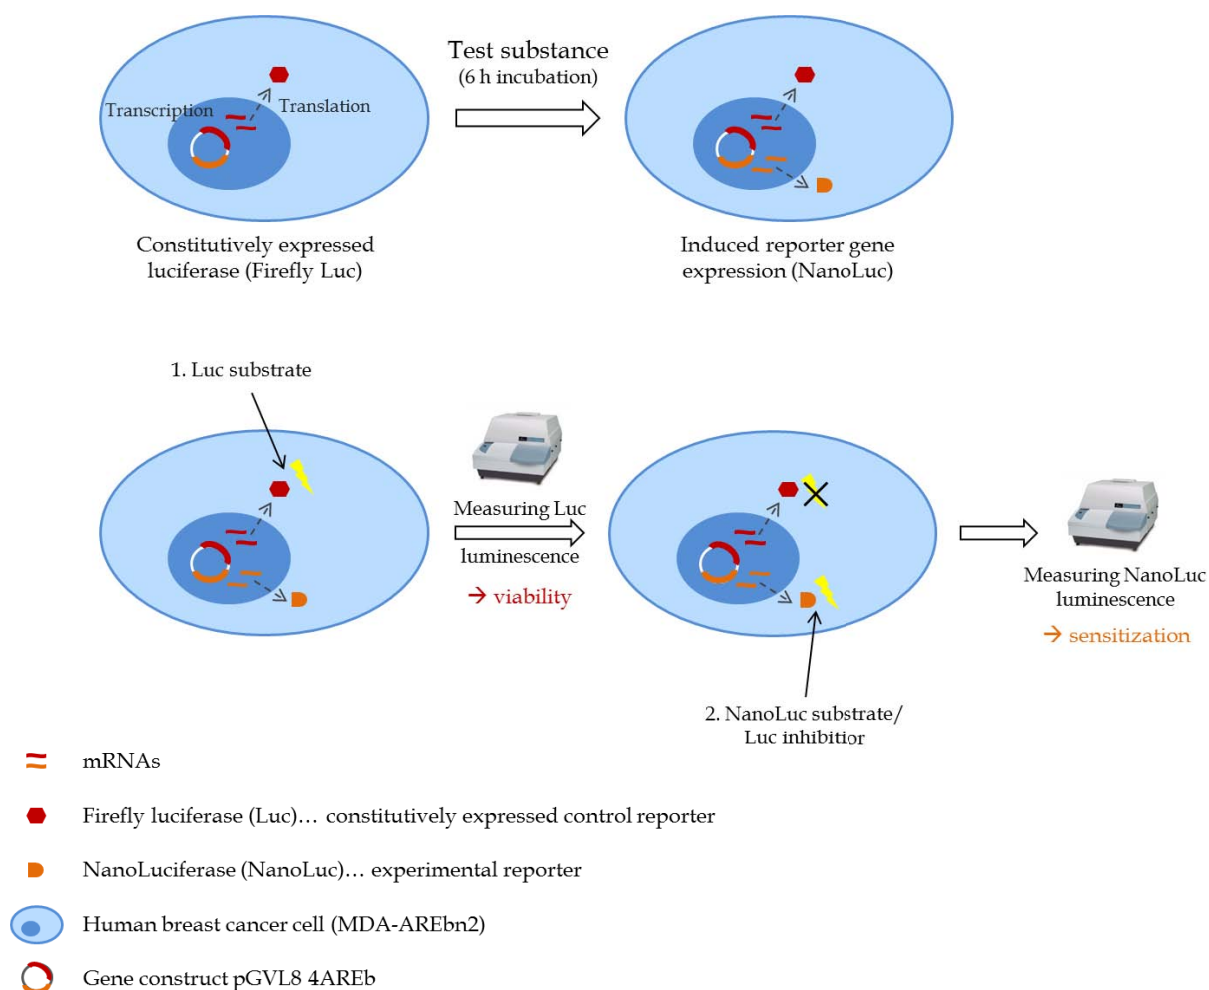 Test substance
(6 h incubation)
Transcription
Translation
Constitutively expressed
luciferase (Firefly Luc)
Induced reporter gene
expression (NanoLuc)
1. Luc substrate
Measuring Luc
luminescence
→ viability
Measuring NanoLuc
luminescence
→ sensitization
2. NanoLuc substrate/
Luc inhibition
mRNAs
Firefly luciferase (Luc)… constitutively expressed control reporter
NanoLuciferase (NanoLuc)… experimental reporter
Human breast cancer cell (MDA-AREbn2)
Gene construct pGVL8 4AREb